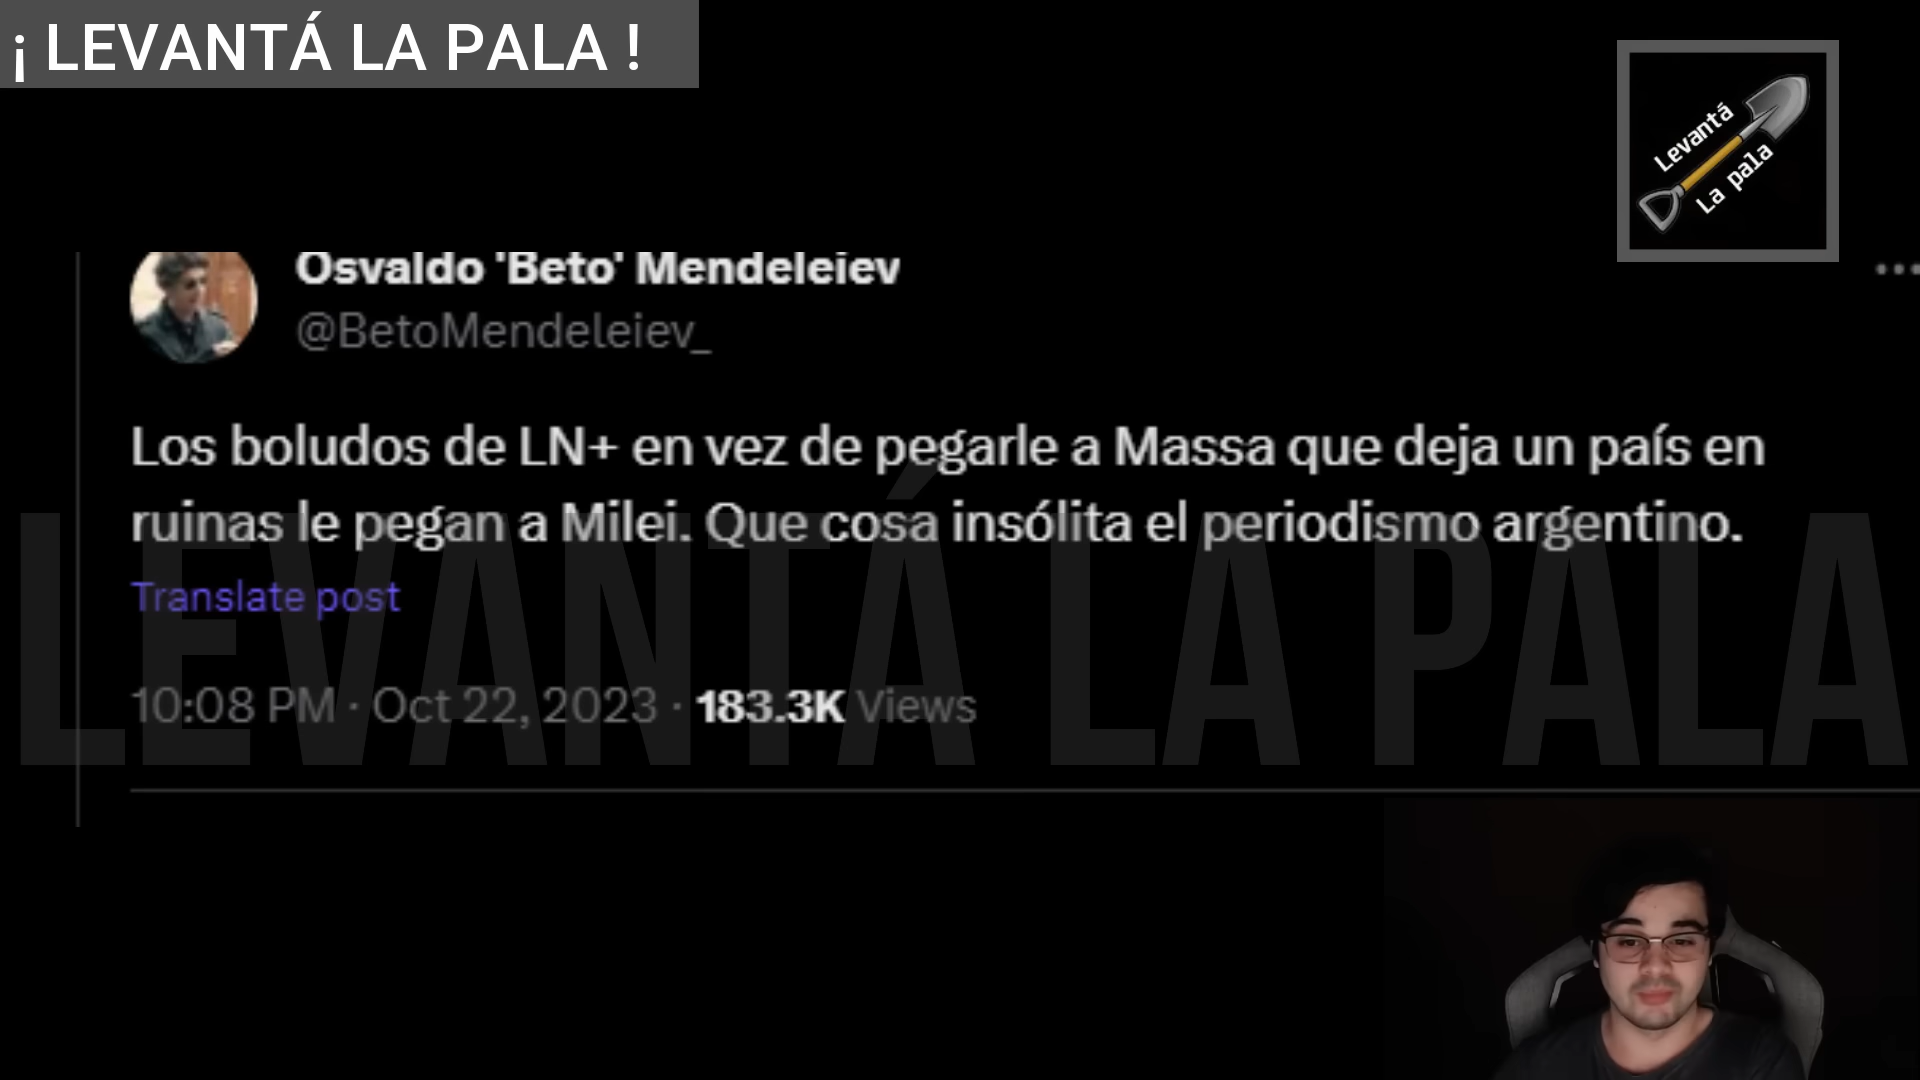 ¡ LEVANTÁ LA PALA !
Levantá
La pala
Osvaldo 'Beto' Mendeleiev
@BetoMendeleiev_
Los boludos de LN+ en vez de pegarle a Massa que deja un país en
ruinas le pegan a Milei. Que cosa insólita el periodismo argentino.
Translate post
10:08 PM · Oct 22, 2023 · 183.3K Views
LEVANTÁ LA PALA